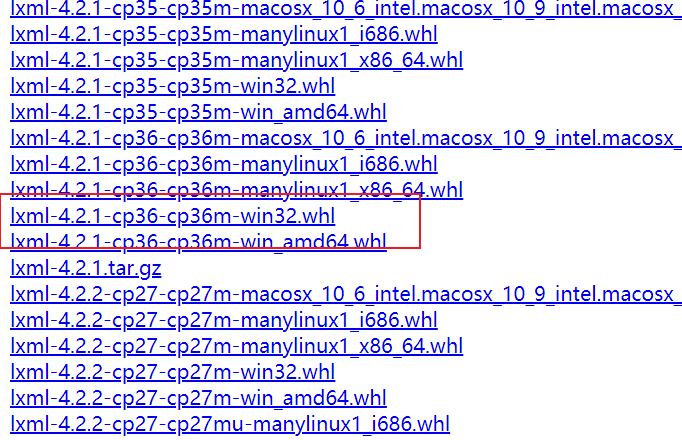 lxml-4.2.1-cp35-cp35m-macosx_10_6_intel.macosx_10_9_intel.macosx_
lxml-4.2.1-cp35-cp35m-manylinux1_i686.whl
lxml-4.2.1-cp35-cp35m-manylinux1_x86_64.whl
lxml-4.2.1-cp35-cp35m-win32.whl
lxml-4.2.1-cp35-cp35m-win_amd64.whl
lxml-4.2.1-cp36-cp36m-macosx_10_6_intel.macosx_10_9_intel.macosx_
lxml-4.2.1-cp36-cp36m-manylinux1_i686.whl
lxml-4.2.1-cp36-cp36m-manylinux1_x86_64.whl
lxml-4.2.1-cp36-cp36m-win32.whl
lxml-4.2.1-cp36-cp36m-win_amd64.whl
lxml-4.2.1.tar.gz
lxml-4.2.2-cp27-cp27m-macosx_10_6_intel.macosx_10_9_intel.macosx_
lxml-4.2.2-cp27-cp27m-manylinux1_i686.whl
lxml-4.2.2-cp27-cp27m-manylinux1_x86_64.whl
lxml-4.2.2-cp27-cp27m-win32.whl
lxml-4.2.2-cp27-cp27m-win_amd64.whl
lxml-4.2.2-cp27-cp27mu-manylinux1_i686.whl